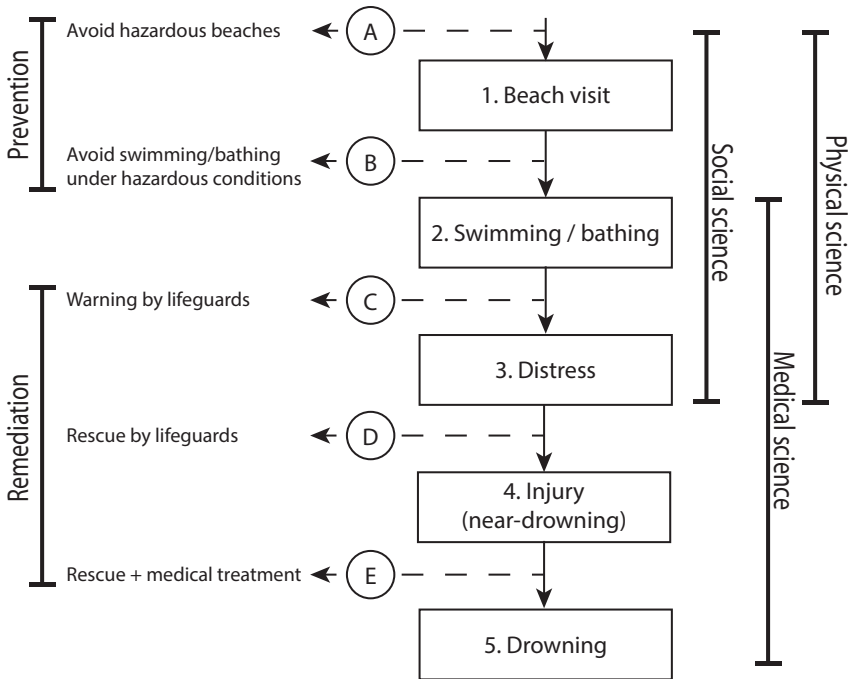 Prevention
Avoid hazardous beaches
A
1. Beach visit
Avoid swimming/bathing
under hazardous conditions
B
2. Swimming / bathing
Remediation
Warning by lifeguards
C
3. Distress
Rescue by lifeguards
D
4. Injury
(near-drowning)
Rescue + medical treatment
E
5. Drowning
Social science
Physical science
Medical science